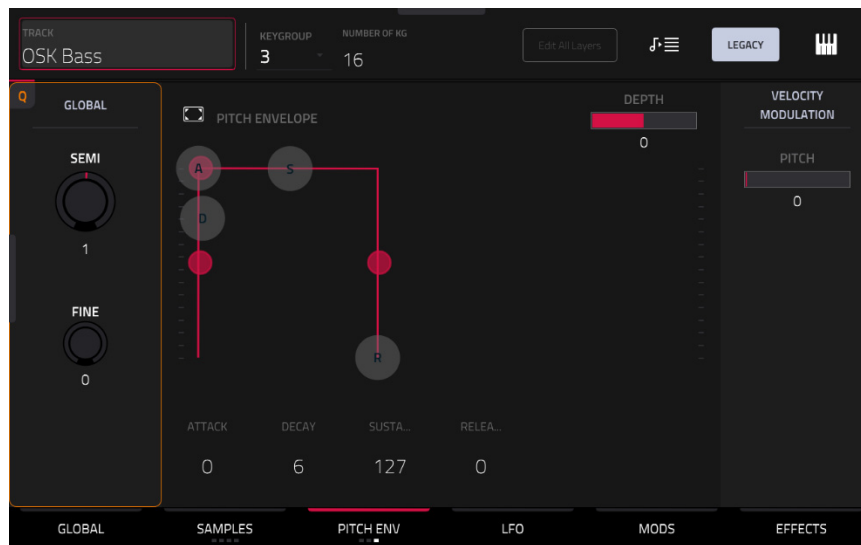 TRACK
OSK Bass
KEYGROUP
3
NUMBER OF KG
16
Edit All Layers
LEGACY
Q
GLOBAL
SEMI
1
FINE
0
PITCH ENVELOPE
A
S
D
R
DEPTH
0
ATTACK DECAY SUSTA... RELEA...
0 6 127 0
VELOCITY
MODULATION
PITCH
0
GLOBAL SAMPLES PITCH ENV LFO MODS EFFECTS